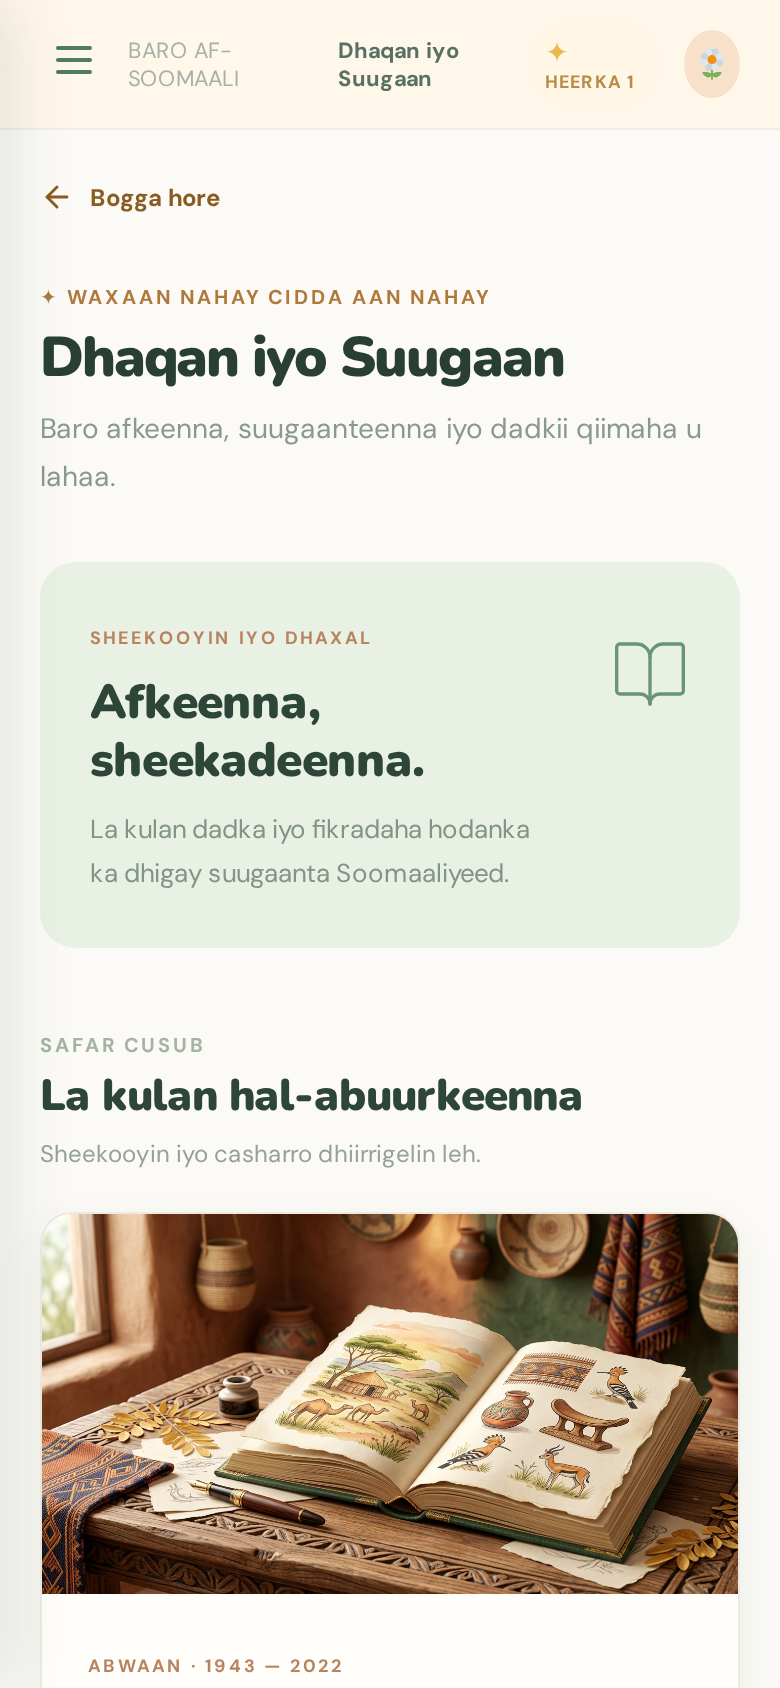 BARO AF-
SOOMAALI
Dhaqan iyo
Suugaan
HEERKA 1
Bogga hore
WAXAAN NAHAY CIDDA AAN NAHAY
Dhaqan iyo Suugaan
Baro afkeenna, suugaanteenna iyo dadkii qiimaha u
lahaa.
SHEEKOOYIN IYO DHAXAL
Afkeenna,
sheekadeenna.
La kulan dadka iyo fikradaha hodanka
ka dhigay suugaanta Soomaaliyeed.
SAFAR CUSUB
La kulan hal-abuurkeenna
Sheekooyin iyo casharro dhiirrigelin leh.
ABWAAN · 1943 — 2022